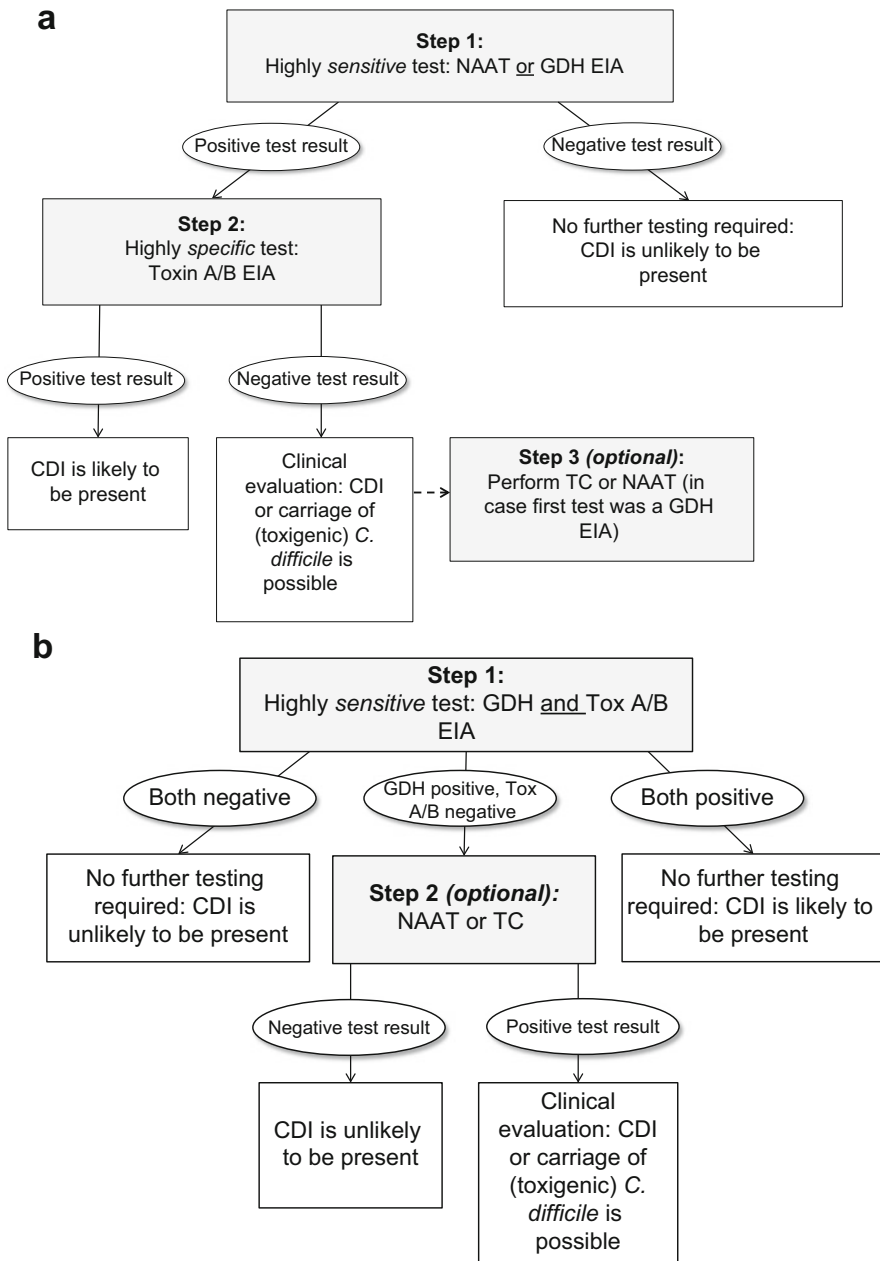 a
Step 1:
Highly sensitive test: NAAT or GDH EIA
Positive test result
Negative test result
Step 2:
Highly specific test:
Toxin A/B EIA
No further testing required:
CDI is unlikely to be
present
Positive test result
Negative test result
CDI is likely to
be present
Clinical
evaluation: CDI
or carriage of
(toxigenic) C.
difficile is
possible
Step 3 (optional):
Perform TC or NAAT (in
case first test was a GDH
EIA)
b
Step 1:
Highly sensitive test: GDH and Tox A/B
EIA
Both negative
GDH positive, Tox
A/B negative
Both positive
No further testing
required: CDI is
unlikely to be present
Step 2 (optional):
NAAT or TC
No further testing
required: CDI is likely to
be present
Negative test result
Positive test result
CDI is unlikely
to be present
Clinical
evaluation: CDI
or carriage of
(toxigenic) C.
difficile is
possible